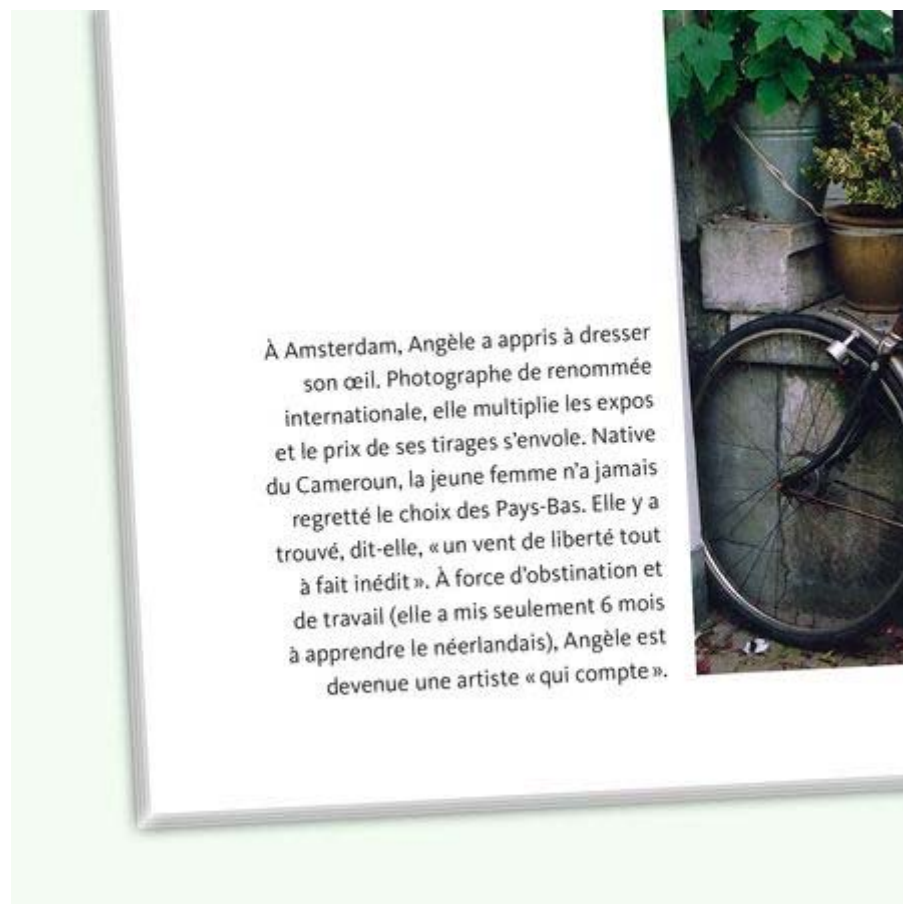 À Amsterdam, Angèle a appris à dresser
son œil. Photographe de renommée
internationale, elle multiplie les expos
et le prix de ses tirages s’envole. Native
du Cameroun, la jeune femme n’a jamais
regretté le choix des Pays-Bas. Elle y a
trouvé, dit-elle, « un vent de liberté tout
à fait inédit ». À force d’obstination et
de travail (elle a mis seulement 6 mois
à apprendre le néerlandais), Angèle est
devenue une artiste « qui compte ».